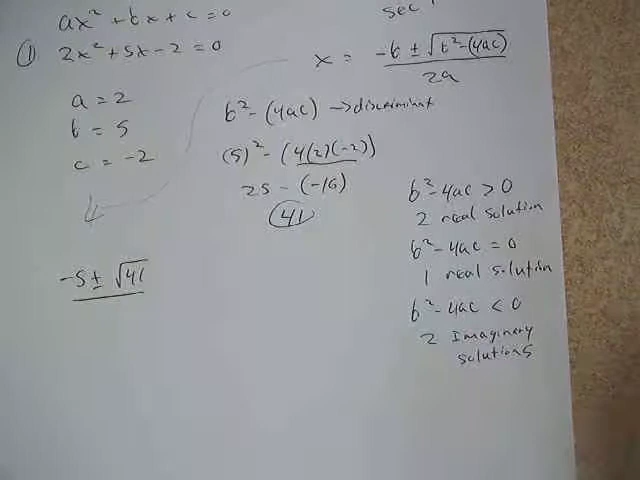 ax² + bx + c = 0
sec
① 2x² + 5x - 2 = 0
x = (-b ± √(b² - (4ac))) / 2a
a = 2
b = 5
c = -2
b² - (4ac) → discriminant
(5)² - (4(2)(-2))
25 - (-16)
41
-5 ± √41
b² - 4ac > 0
2 real solution
b² - 4ac = 0
1 real solution
b² - 4ac < 0
2 Imaginary
solutions